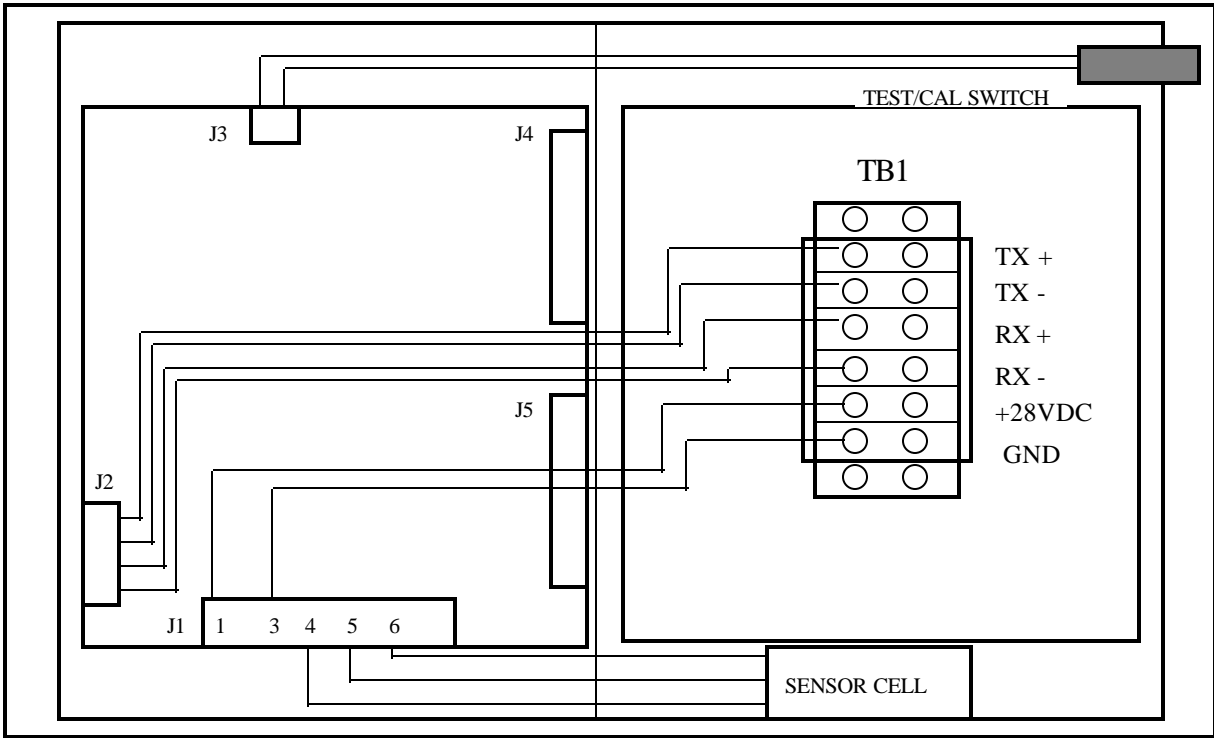 TEST/CAL SWITCH
J3
J4
TB1
TX +
TX -
RX +
RX -
J5
+28VDC
GND
J2
J1 1 3 4 5 6
SENSOR CELL